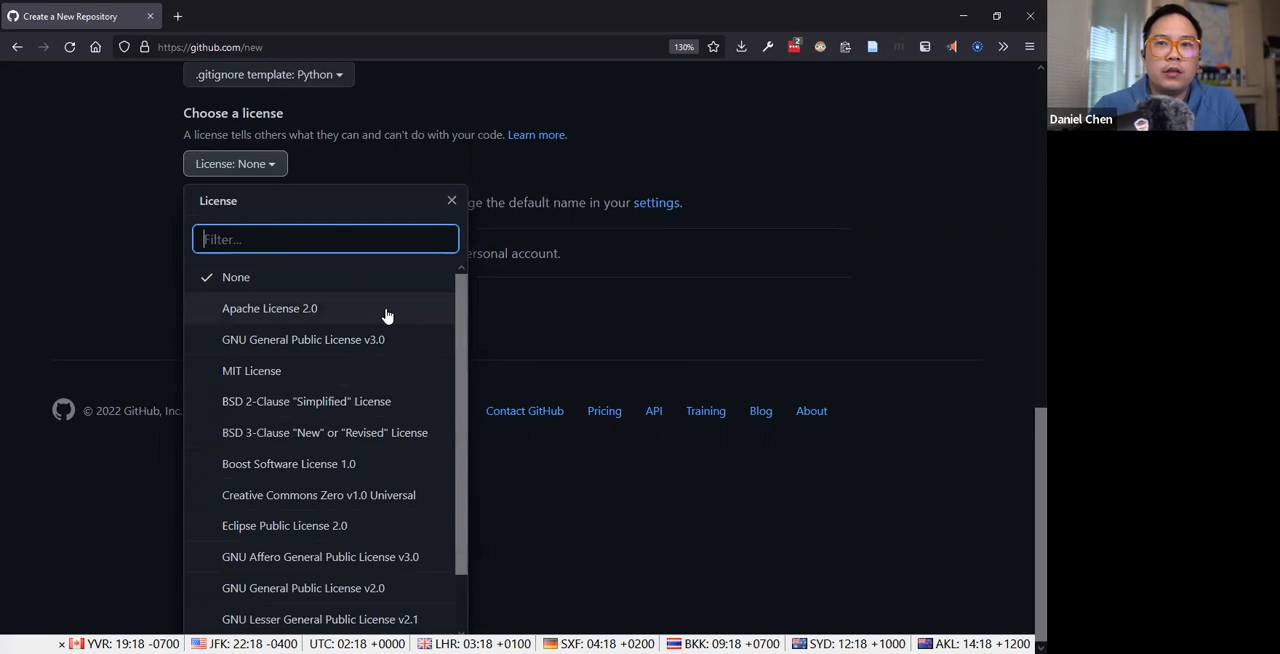 Create a New Repository
https://github.com/new
130%
2
.gitignore template: Python
Choose a license
A license tells others what they can and can't do with your code. Learn more.
License: None
License
ge the default name in your settings.
Filter...
ersonal account.
None
Apache License 2.0
GNU General Public License v3.0
MIT License
BSD 2-Clause "Simplified" License
BSD 3-Clause "New" or "Revised" License
Boost Software License 1.0
Creative Commons Zero v1.0 Universal
Eclipse Public License 2.0
GNU Affero General Public License v3.0
GNU General Public License v2.0
GNU Lesser General Public License v2.1
© 2022 GitHub, Inc.
Contact GitHub Pricing API Training Blog About
Daniel Chen
× YVR: 19:18 -0700 JFK: 22:18 -0400 UTC: 02:18 +0000 LHR: 03:18 +0100 SXF: 04:18 +0200 BKK: 09:18 +0700 SYD: 12:18 +1000 AKL: 14:18 +1200